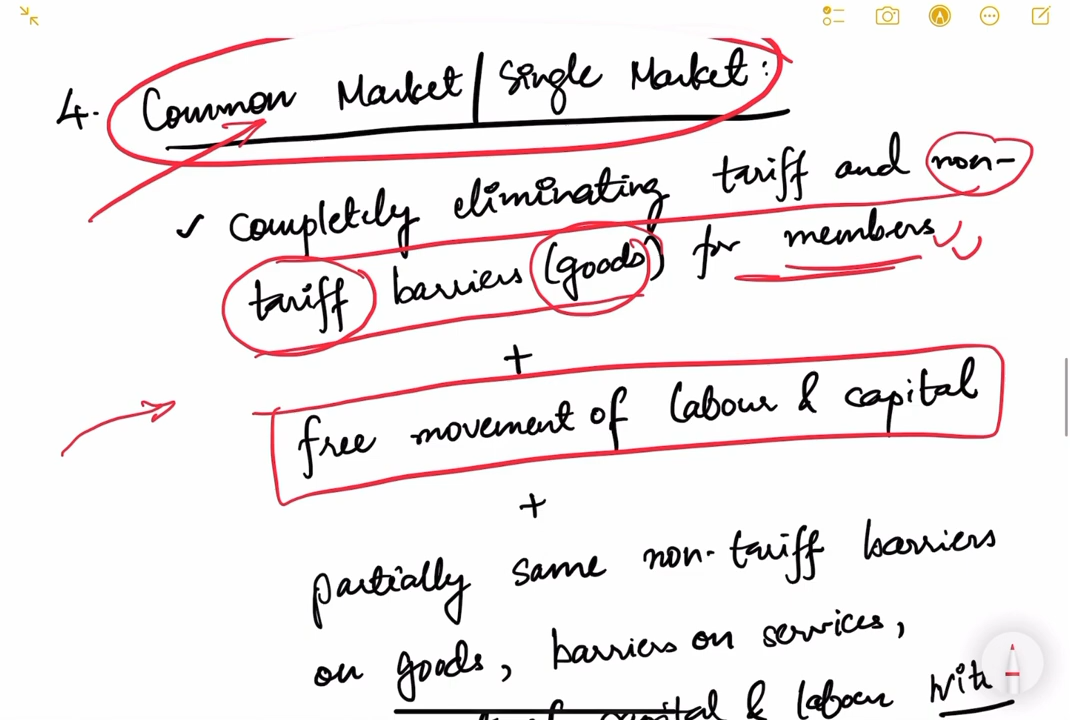 4. Common Market / Single Market :
✓ completely eliminating tariff and non-
tariff barriers (goods) for members
+
free movement of labour & capital
+
partially same non-tariff barriers
on goods, barriers on services,
capital & labour with